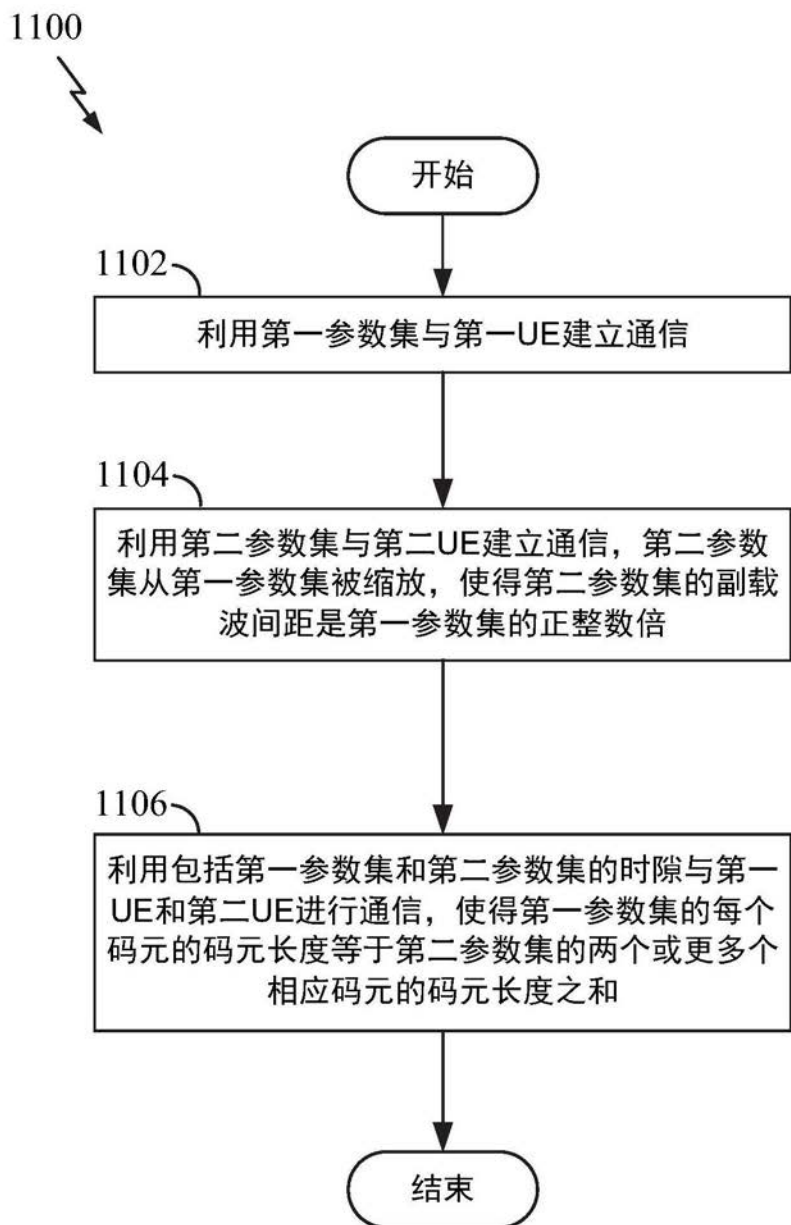 1100
开始
1102
利用第一参数集与第一UE建立通信
1104
利用第二参数集与第二UE建立通信，第二参数
集从第一参数集被缩放，使得第二参数集的副载
波间距是第一参数集的正整数倍
1106
利用包括第一参数集和第二参数集的时隙与第一
UE和第二UE进行通信，使得第一参数集的每个
码元的码元长度等于第二参数集的两个或更多个
相应码元的码元长度之和
结束